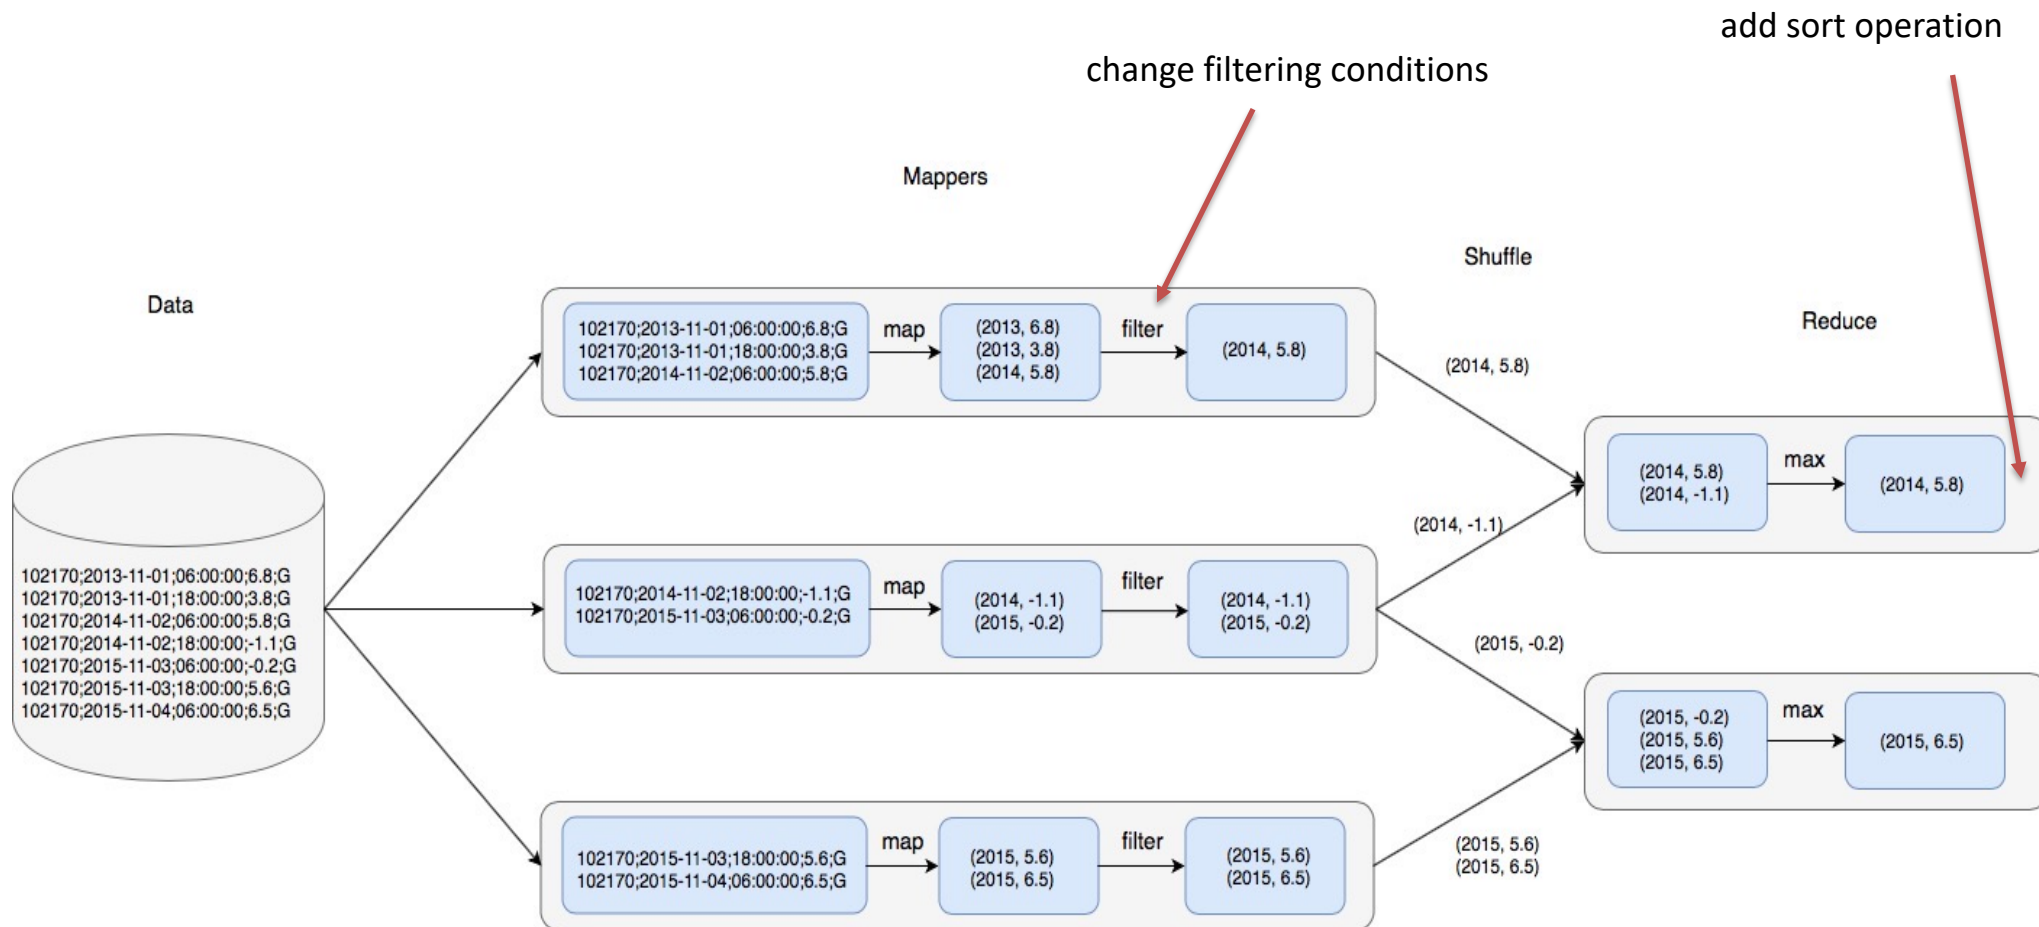 add sort operation
change filtering conditions
Mappers
Shuffle
Data
Reduce
102170;2013-11-01;06:00:00;6.8;G
102170;2013-11-01;18:00:00;3.8;G
102170;2014-11-02;06:00:00;5.8;G
map
(2013, 6.8)
(2013, 3.8)
(2014, 5.8)
filter
(2014, 5.8)
(2014, 5.8)
(2014, 5.8)
(2014, -1.1)
max
(2014, 5.8)
(2014, -1.1)
102170;2013-11-01;06:00:00;6.8;G
102170;2013-11-01;18:00:00;3.8;G
102170;2014-11-02;06:00:00;5.8;G
102170;2014-11-02;18:00:00;-1.1;G
102170;2015-11-03;06:00:00;-0.2;G
102170;2015-11-03;18:00:00;5.6;G
102170;2015-11-04;06:00:00;6.5;G
102170;2014-11-02;18:00:00;-1.1;G
102170;2015-11-03;06:00:00;-0.2;G
map
(2014, -1.1)
(2015, -0.2)
filter
(2014, -1.1)
(2015, -0.2)
(2015, -0.2)
(2015, -0.2)
(2015, 5.6)
(2015, 6.5)
max
(2015, 6.5)
102170;2015-11-03;18:00:00;5.6;G
102170;2015-11-04;06:00:00;6.5;G
map
(2015, 5.6)
(2015, 6.5)
filter
(2015, 5.6)
(2015, 6.5)
(2015, 5.6)
(2015, 6.5)